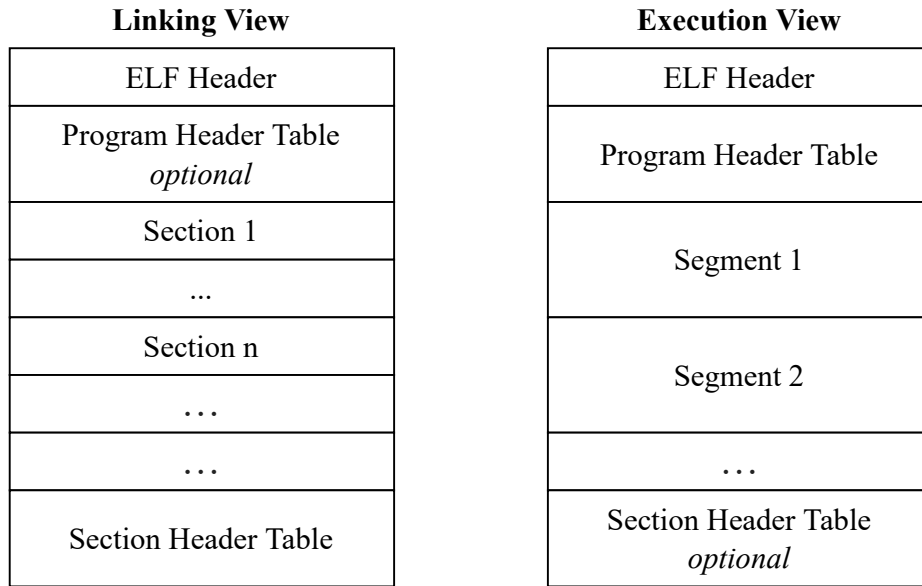 Linking View
ELF Header
Program Header Table
optional
Section 1
...
Section n
...
...
Section Header Table
Execution View
ELF Header
Program Header Table
Segment 1
Segment 2
...
Section Header Table
optional